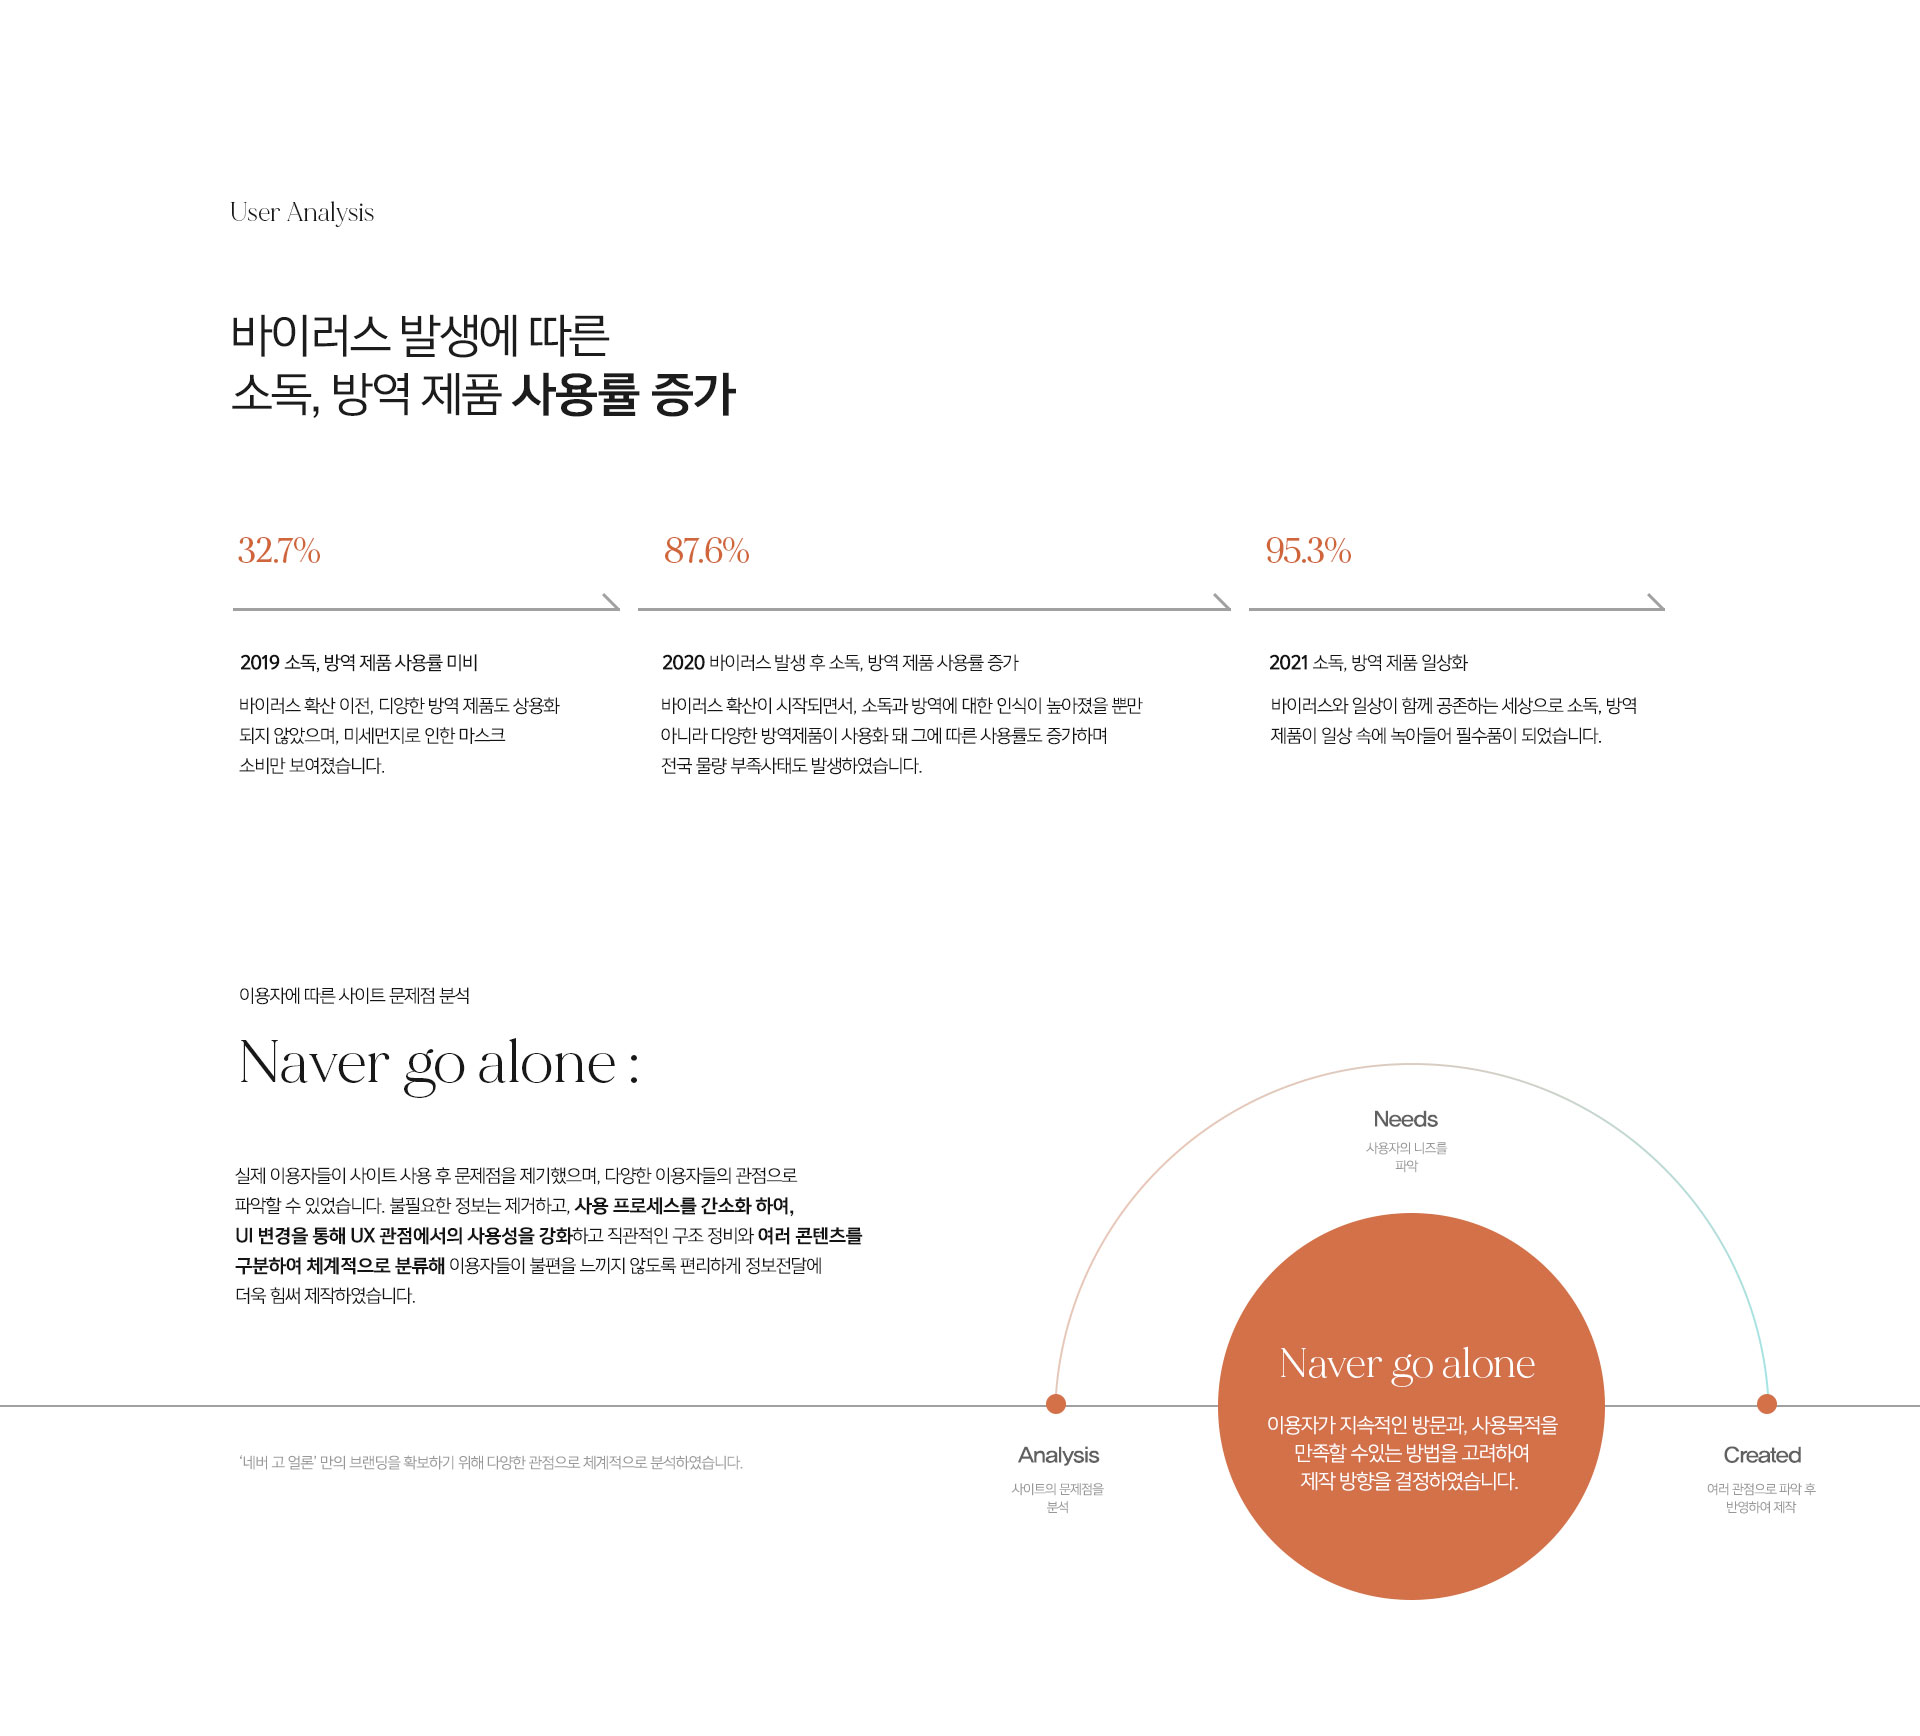 User Analysis
바이러스 발생에 따른
소독, 방역 제품 사용률 증가
32.7%
87.6%
95.3%
2019 소독, 방역 제품 사용률 미비
바이러스 확산 이전, 디양한 방역 제품도 상용화
되지 않았으며, 미세먼지로 인한 마스크
소비만 보여졌습니다.
2020 바이러스 발생 후 소독, 방역 제품 사용률 증가
바이러스 확산이 시작되면서, 소독과 방역에 대한 인식이 높아졌을 뿐만
아니라 다양한 방역제품이 사용화 돼 그에 따른 사용률도 증가하며
전국 물량 부족사태도 발생하였습니다.
2021 소독, 방역 제품 일상화
바이러스와 일상이 함께 공존하는 세상으로 소독, 방역
제품이 일상 속에 녹아들어 필수품이 되었습니다.
이용자에 따른 사이트 문제점 분석
Naver go alone :
실제 이용자들이 사이트 사용 후 문제점을 제기했으며, 다양한 이용자들의 관점으로
파악할 수 있었습니다. 불필요한 정보는 제거하고, 사용 프로세스를 간소화 하여,
UI 변경을 통해 UX 관점에서의 사용성을 강화하고 직관적인 구조 정비와 여러 콘텐츠를
구분하여 체계적으로 분류해 이용자들이 불편을 느끼지 않도록 편리하게 정보전달에
더욱 힘써 제작하였습니다.
‘네버 고 얼론’ 만의 브랜딩을 확보하기 위해 다양한 관점으로 체계적으로 분석하였습니다.
Needs
사용자의 니즈를
파악
Naver go alone
이용자가 지속적인 방문과, 사용목적을
만족할 수있는 방법을 고려하여
제작 방향을 결정하였습니다.
Analysis
사이트의 문제점을
분석
Created
여러 관점으로 파악 후
반영하여 제작